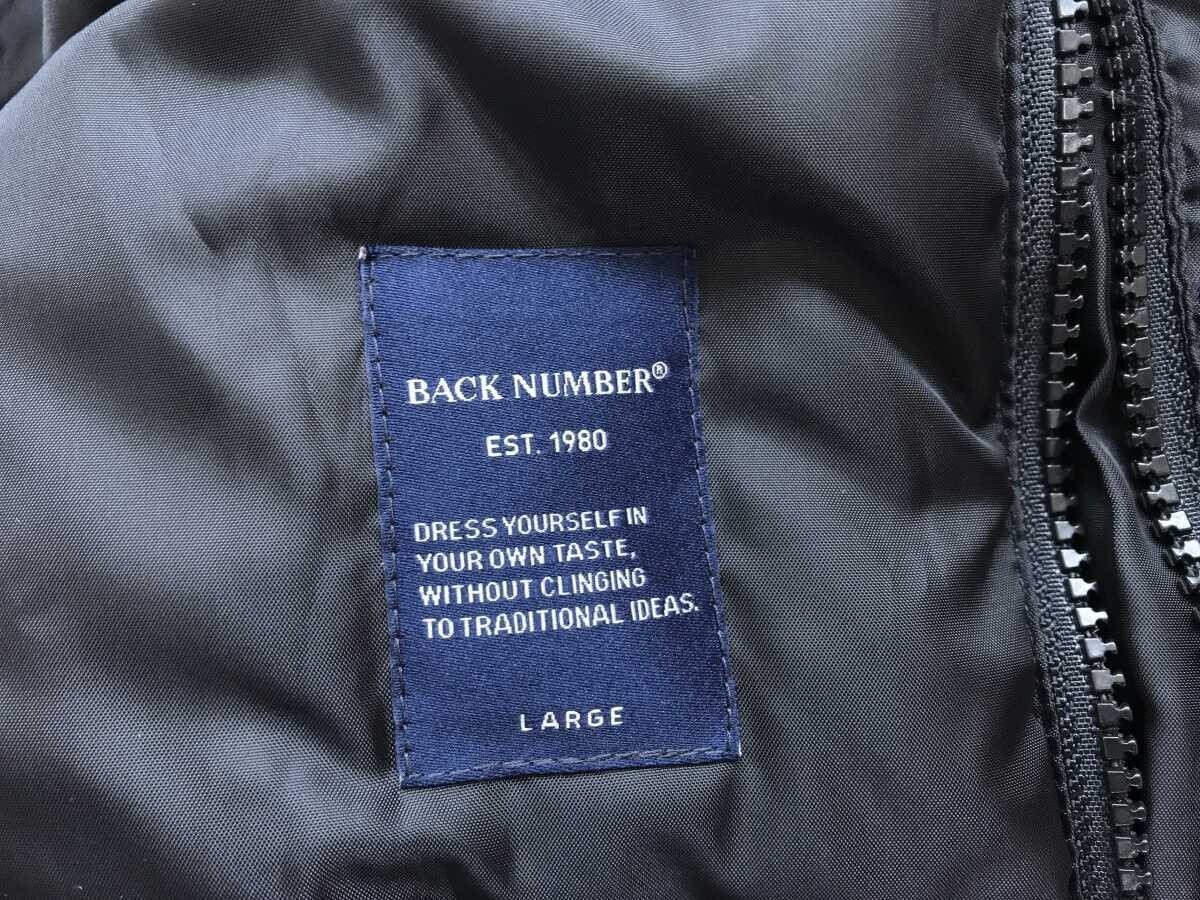 BACK NUMBER®
EST. 1980
DRESS YOURSELF IN
YOUR OWN TASTE,
WITHOUT CLINGING
TO TRADITIONAL IDEAS.
LARGE